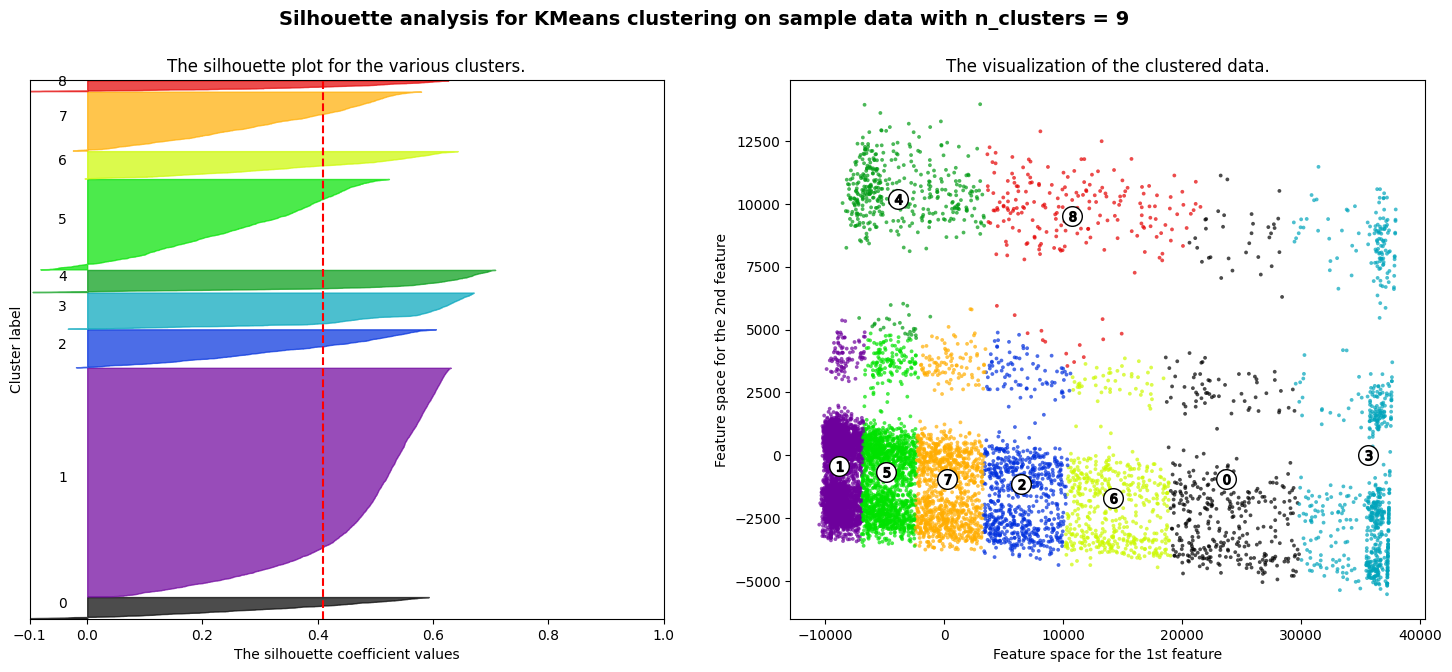 Silhouette analysis for KMeans clustering on sample data with n_clusters = 9
The silhouette plot for the various clusters.
8
7
6
5
4
3
2
1
0
Cluster label
−0.1 0.0 0.2 0.4 0.6 0.8 1.0
The silhouette coefficient values
The visualization of the clustered data.
12500
10000
7500
5000
2500
0
−2500
−5000
Feature space for the 2nd feature
4
8
3
1
5
7
2
6
0
−10000 0 10000 20000 30000 40000
Feature space for the 1st feature